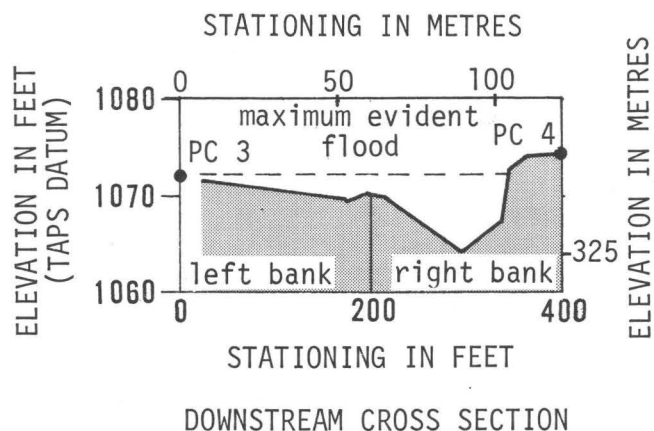 STATIONING IN METRES
0 50 100
1080
maximum evident
flood
PC 3
PC 4
1070
325
left bank
right bank
1060
0 200 400
STATIONING IN FEET
ELEVATION IN FEET
(TAPS DATUM)
ELEVATION IN METRES
DOWNSTREAM CROSS SECTION